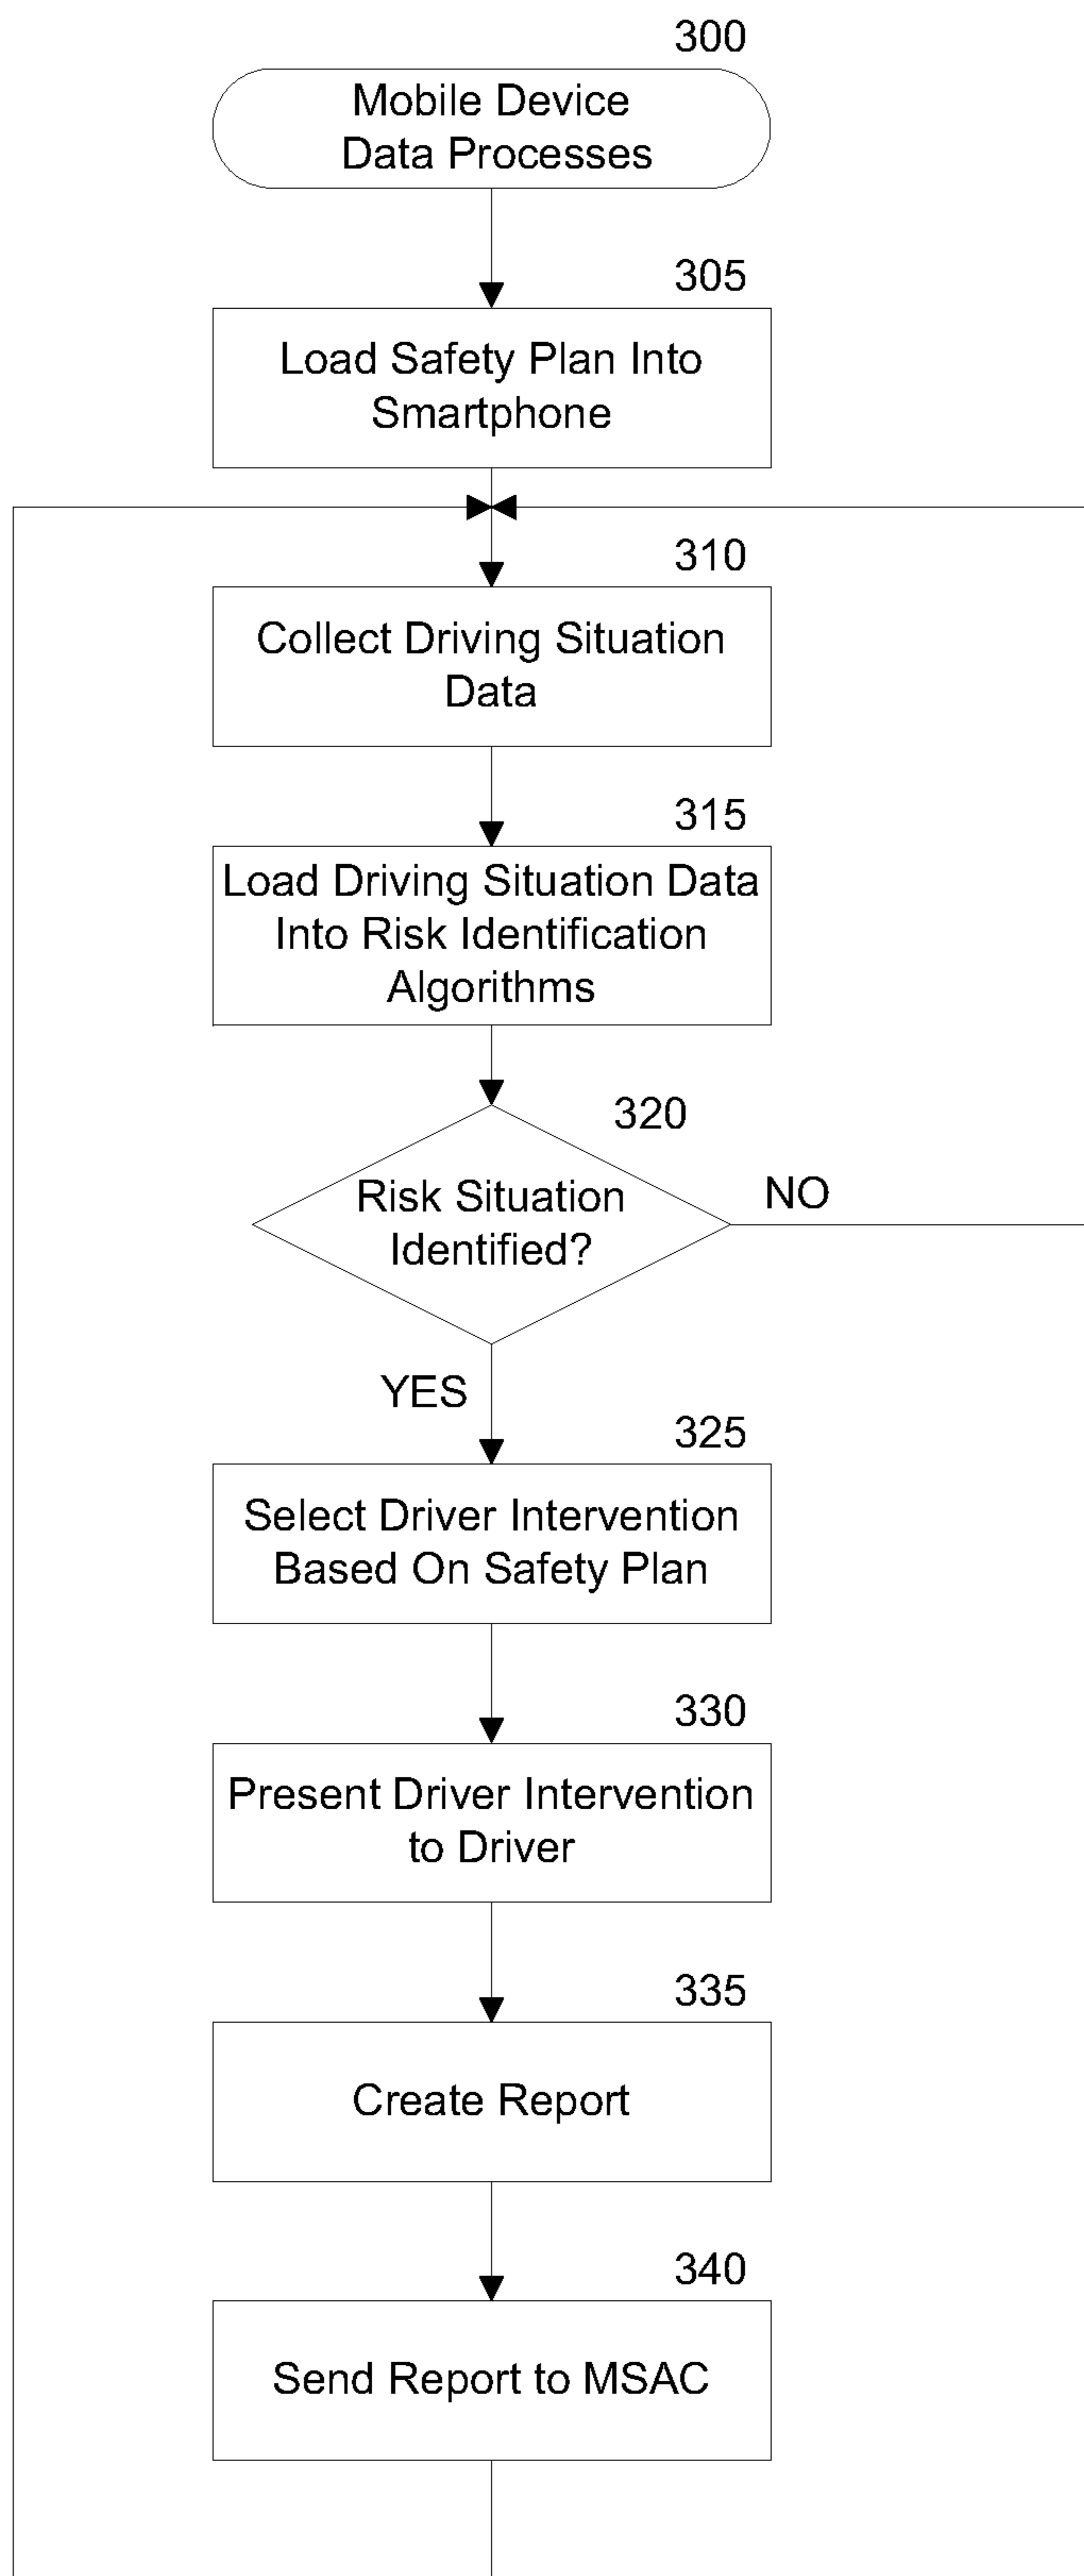 300
Mobile Device
Data Processes
305
Load Safety Plan Into
Smartphone
310
Collect Driving Situation
Data
315
Load Driving Situation Data
Into Risk Identification
Algorithms
320
Risk Situation
Identified?
NO
YES
325
Select Driver Intervention
Based On Safety Plan
330
Present Driver Intervention
to Driver
335
Create Report
340
Send Report to MSAC